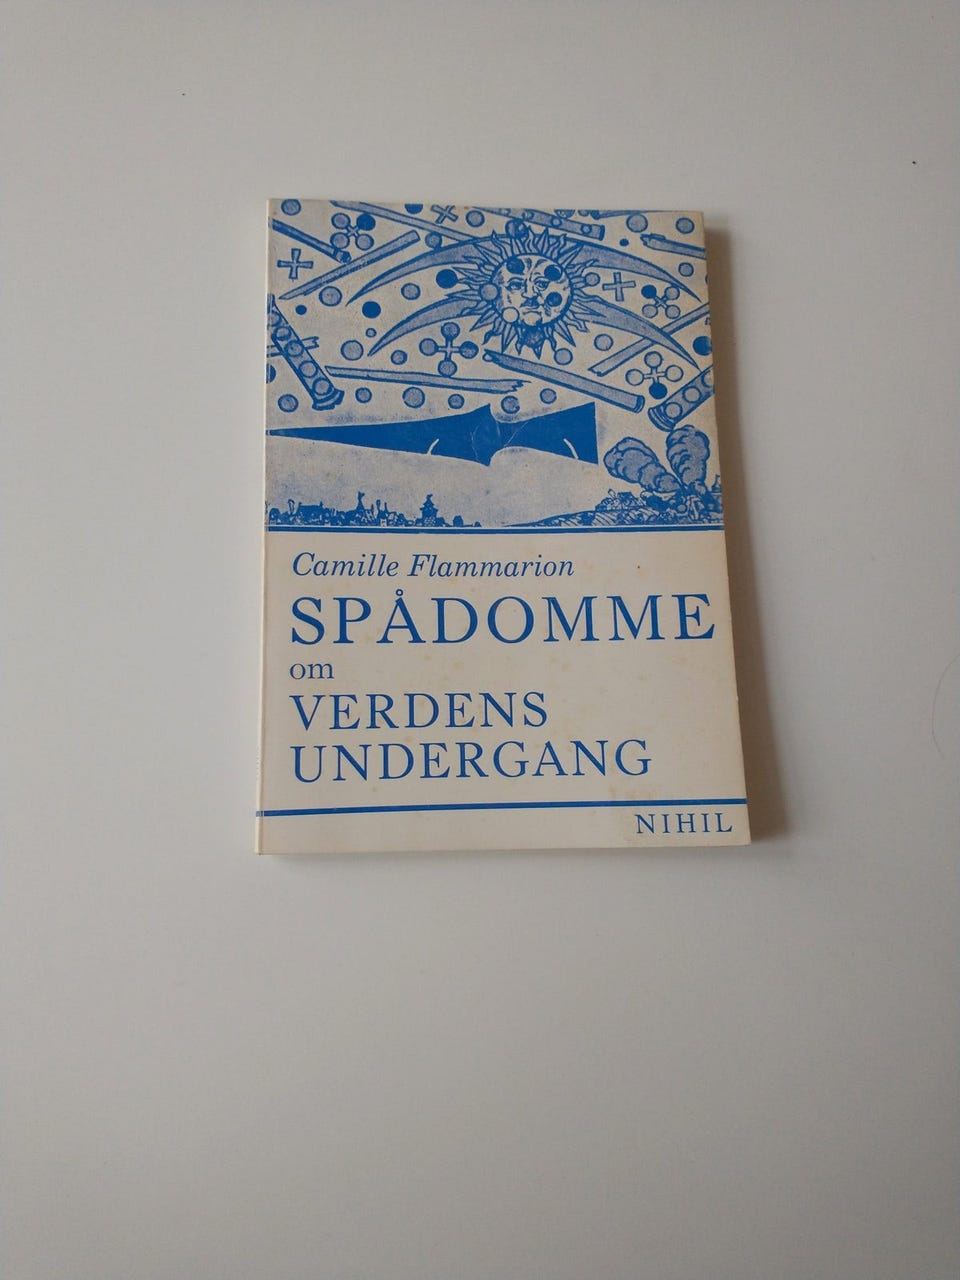 Camille Flammarion
SPÅDOMME
om
VERDENS
UNDERGANG
NIHIL